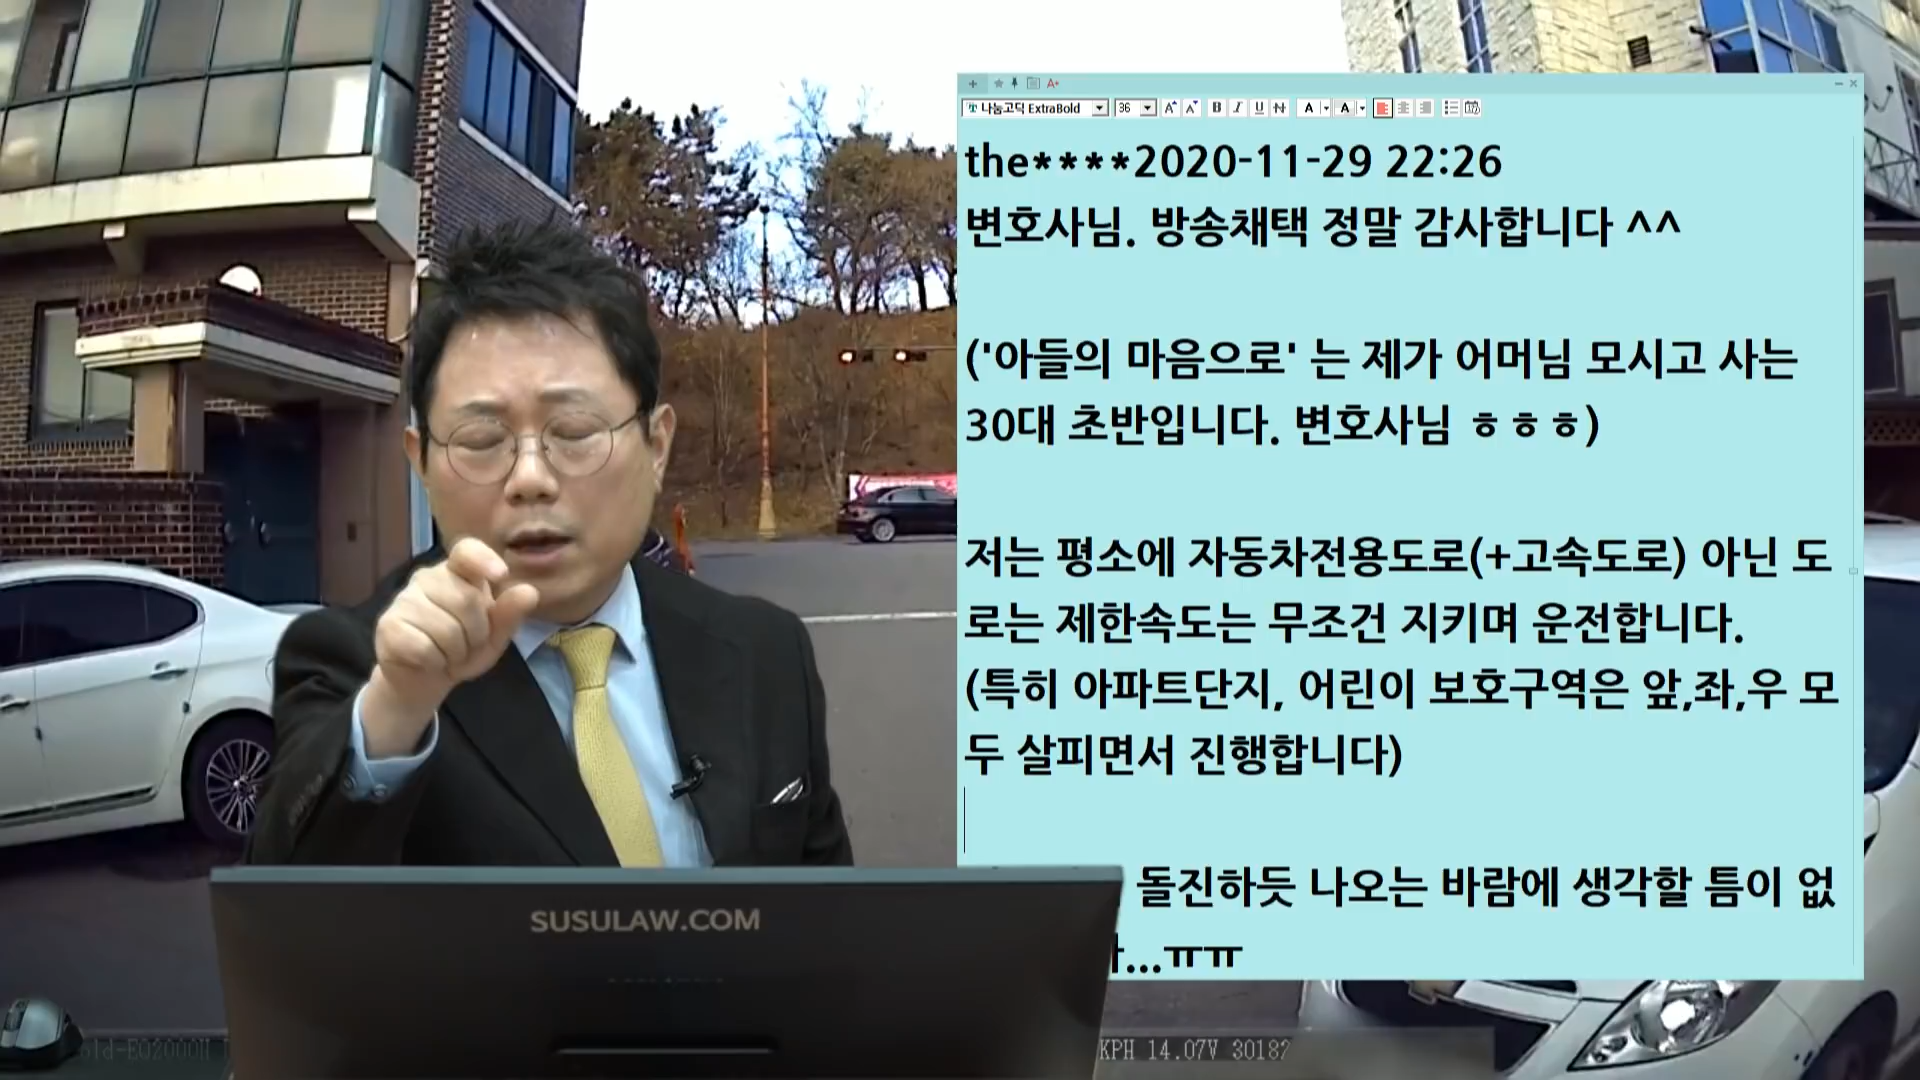 나눔고딕 ExtraBold 36
the****2020-11-29 22:26
변호사님. 방송채택 정말 감사합니다 ^^
('아들의 마음으로' 는 제가 어머님 모시고 사는
30대 초반입니다. 변호사님 ㅎㅎㅎ)
저는 평소에 자동차전용도로(+고속도로) 아닌 도
로는 제한속도는 무조건 지키며 운전합니다.
(특히 아파트단지, 어린이 보호구역은 앞,좌,우 모
두 살피면서 진행합니다)
돌진하듯 나오는 바람에 생각할 틈이 없
...ㅠㅠ
SUSULAW.COM
KPH 14.07V 30182